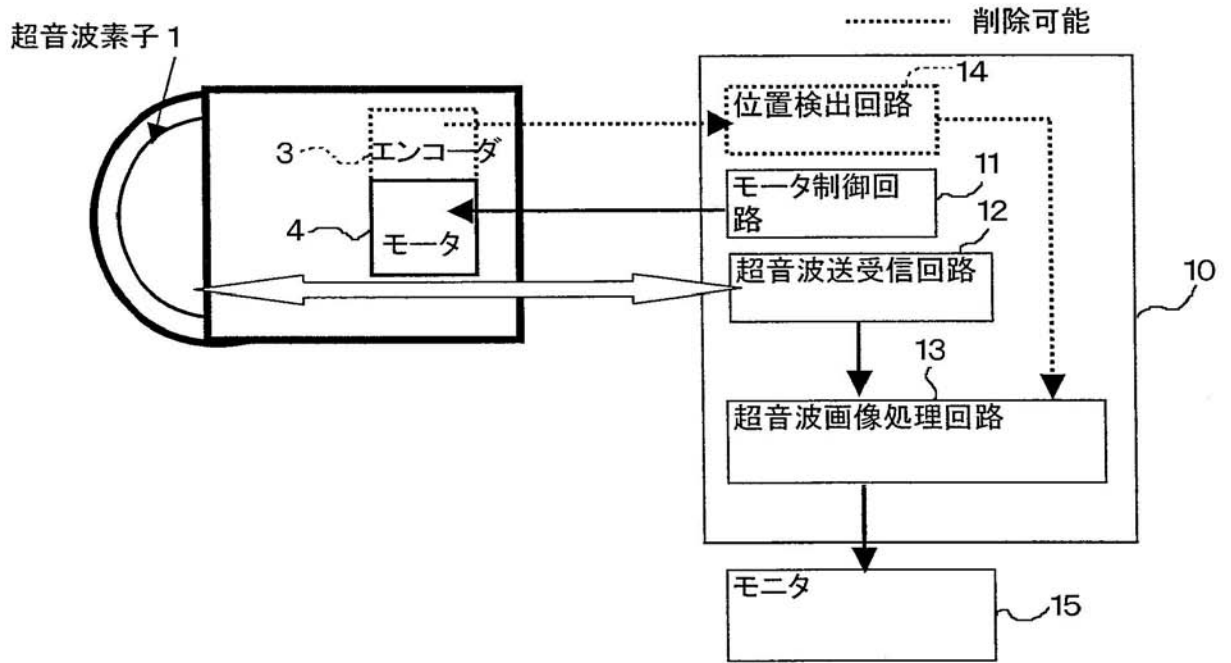 削除可能
超音波素子1
14
位置検出回路
3
エンコーダ
11
モータ制御回
路
12
4
モータ
超音波送受信回路
10
13
超音波画像処理回路
モニタ
15